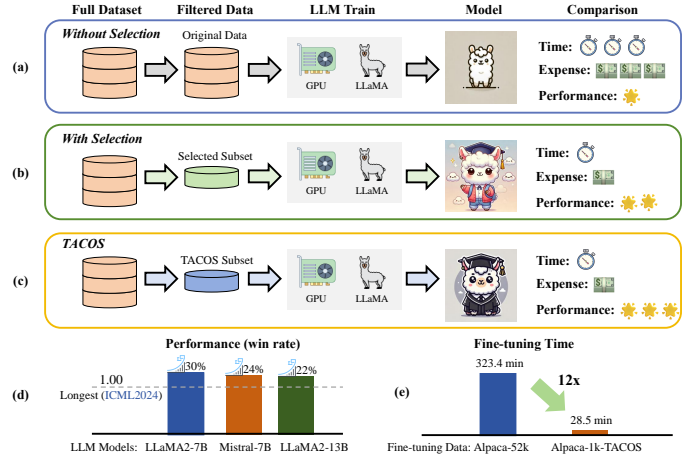 Full Dataset Filtered Data LLM Train Model Comparison
Without Selection Original Data
(a)
GPU LLaMA
Time:
Expense:
Performance:
With Selection
Selected Subset
(b)
GPU LLaMA
Time:
Expense:
Performance:
TACOS
TACOS Subset
(c)
GPU LLaMA
Time:
Expense:
Performance:
Performance (win rate)
30% 24% 22%
1.00
Longest (ICML2024)
(d)
LLM Models: LLaMA2-7B Mistral-7B LLaMA2-13B
Fine-tuning Time
323.4 min
(e)
12x
28.5 min
Fine-tuning Data: Alpaca-52k Alpaca-1k-TACOS